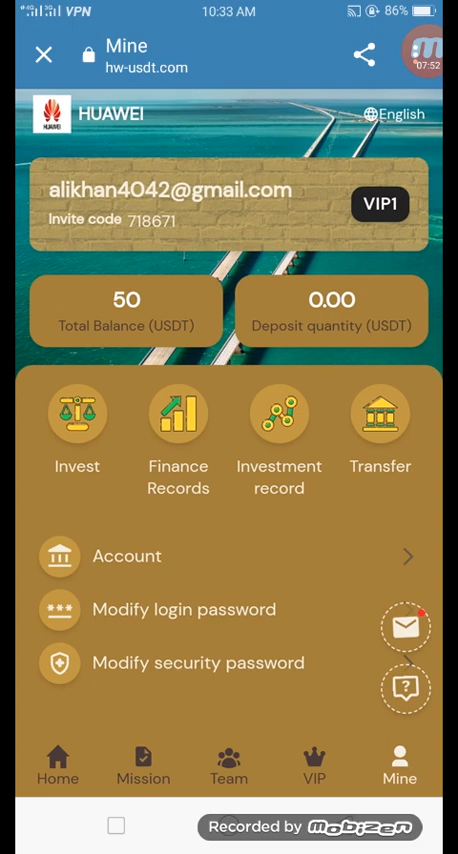 4G 3G VPN 10:33 AM 86%
Mine
hw-usdt.com
07:52
HUAWEI
HUAWEI
English
alikhan4042@gmail.com
VIP1
Invite code 718671
50
0.00
Total Balance (USDT)
Deposit quantity (USDT)
Invest
Finance
Records
Investment
record
Transfer
Account
Modify login password
***
Modify security password
?
Home
Mission
Team
VIP
Mine
Recorded by MOBIZEN